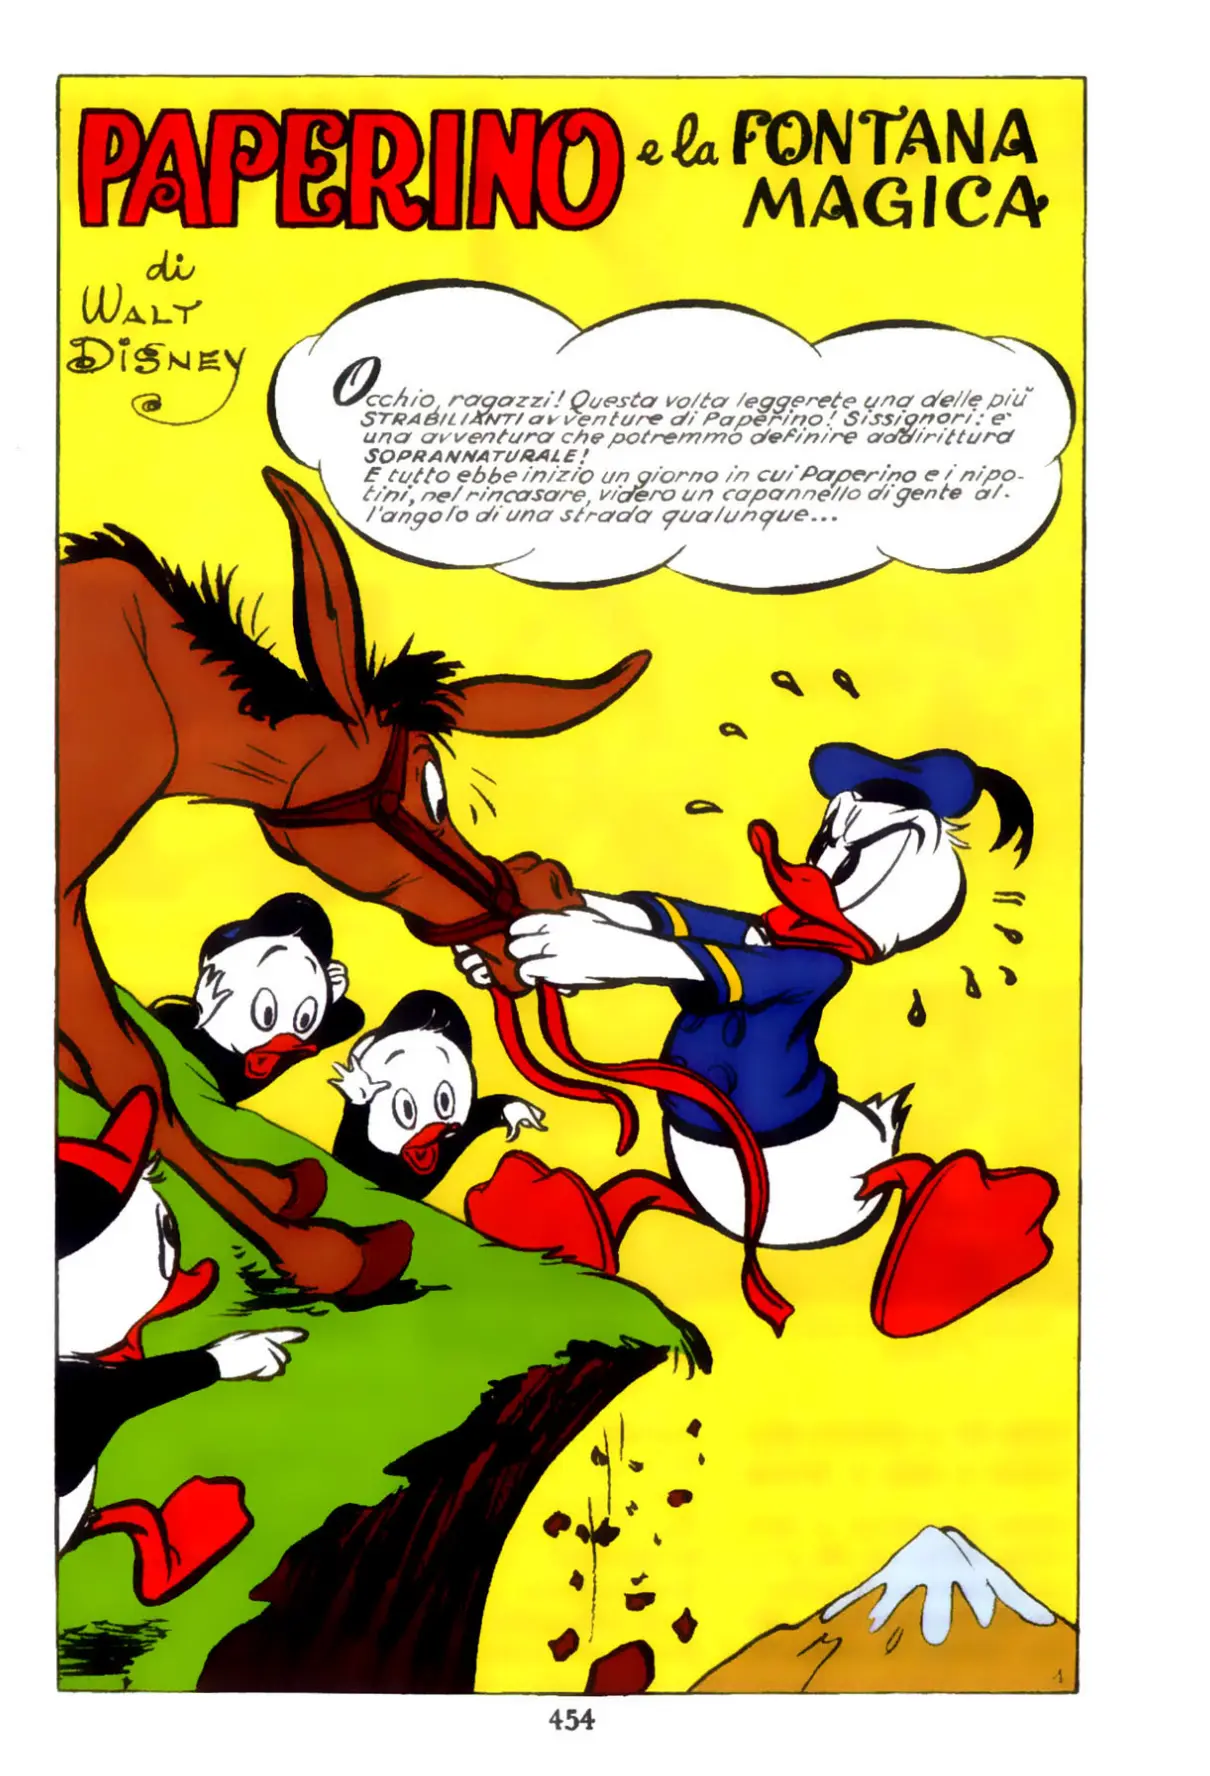 PAPERINO e la FONTANA
MAGICA
di
WALT
DISNEY
Occhio, ragazzi! Questa volta leggerete una delle più
STRABILIANTI avventure di Paperino! Sissignori: e'
una avventura che potremmo definire addirittura
SOPRANNATURALE!
E tutto ebbe inizio un giorno in cui Paperino e i nipo-
tini, nel rincasare, videro un capannello di gente al-
l'angolo di una strada qualunque...
1
454